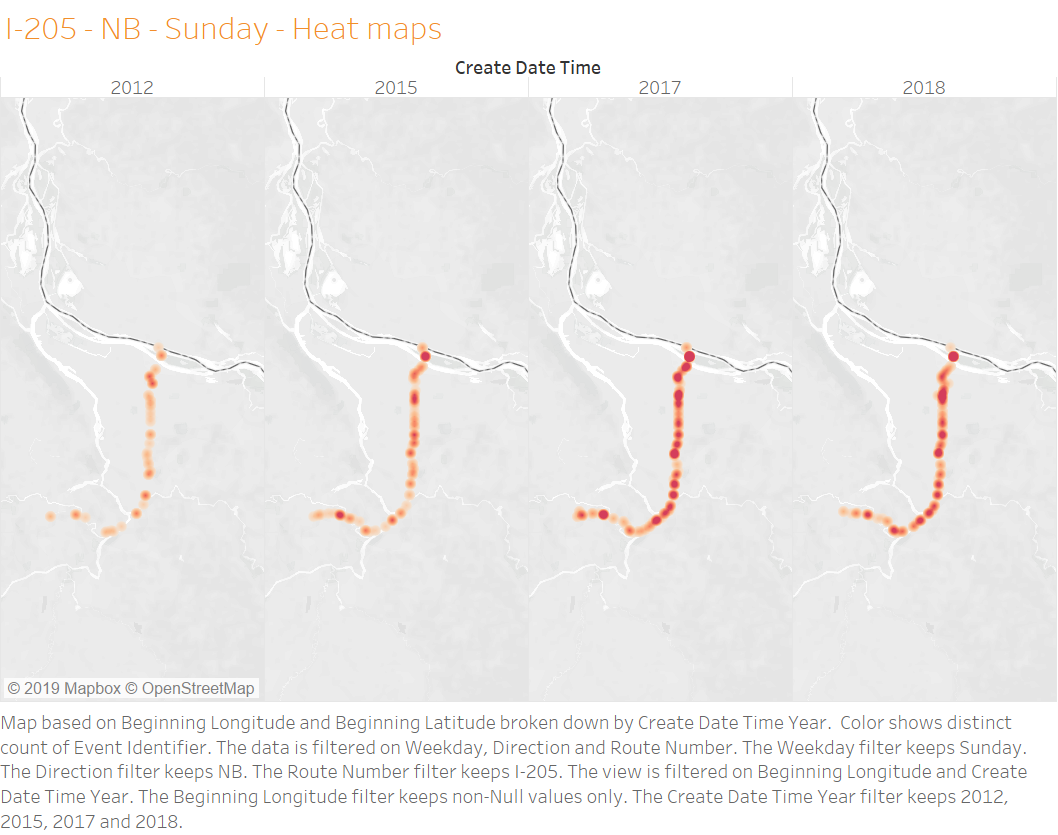 I-205 - NB - Sunday - Heat maps
Create Date Time
2012 2015 2017 2018
© 2019 Mapbox © OpenStreetMap
Map based on Beginning Longitude and Beginning Latitude broken down by Create Date Time Year.  Color shows distinct
count of Event Identifier. The data is filtered on Weekday, Direction and Route Number. The Weekday filter keeps Sunday.
The Direction filter keeps NB. The Route Number filter keeps I-205. The view is filtered on Beginning Longitude and Create
Date Time Year. The Beginning Longitude filter keeps non-Null values only. The Create Date Time Year filter keeps 2012,
2015, 2017 and 2018.